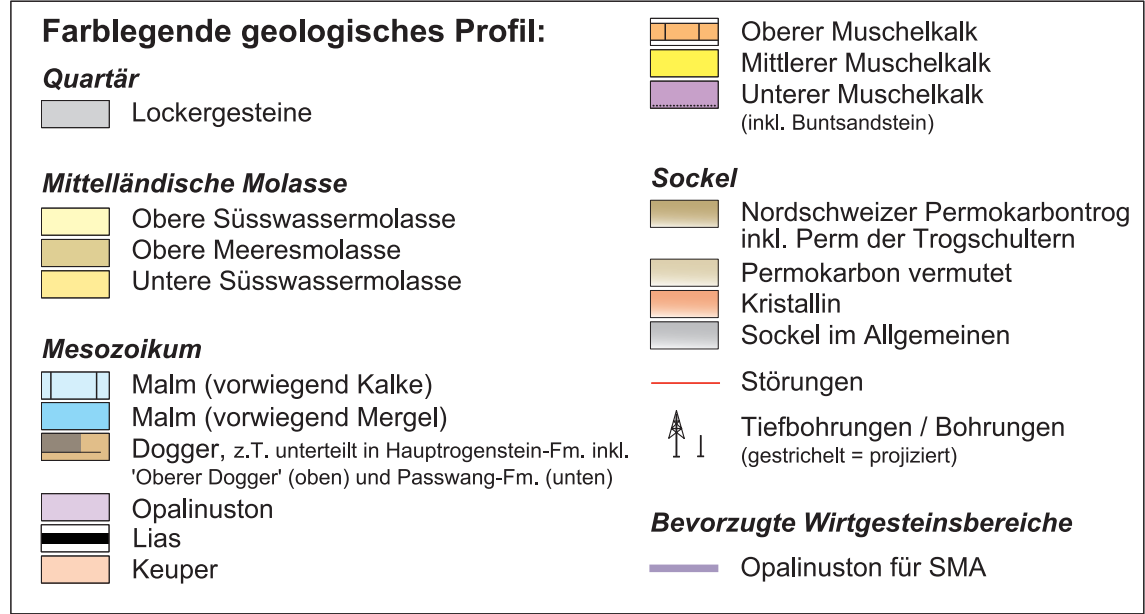 Farblegende geologisches Profil:
Quartär
Lockergesteine
Mittelländische Molasse
Obere Süsswassermolasse
Obere Meeresmolasse
Untere Süsswassermolasse
Mesozoikum
Malm (vorwiegend Kalke)
Malm (vorwiegend Mergel)
Dogger, z.T. unterteilt in Hauptrogenstein-Fm. inkl.
'Oberer Dogger' (oben) und Passwang-Fm. (unten)
Opalinuston
Lias
Keuper
Oberer Muschelkalk
Mittlerer Muschelkalk
Unterer Muschelkalk
(inkl. Buntsandstein)
Sockel
Nordschweizer Permokarbontrog
inkl. Perm der Trogschultern
Permokarbon vermutet
Kristallin
Sockel im Allgemeinen
Störungen
Tiefbohrungen / Bohrungen
(gestrichelt = projiziert)
Bevorzugte Wirtgesteinsbereiche
Opalinuston für SMA